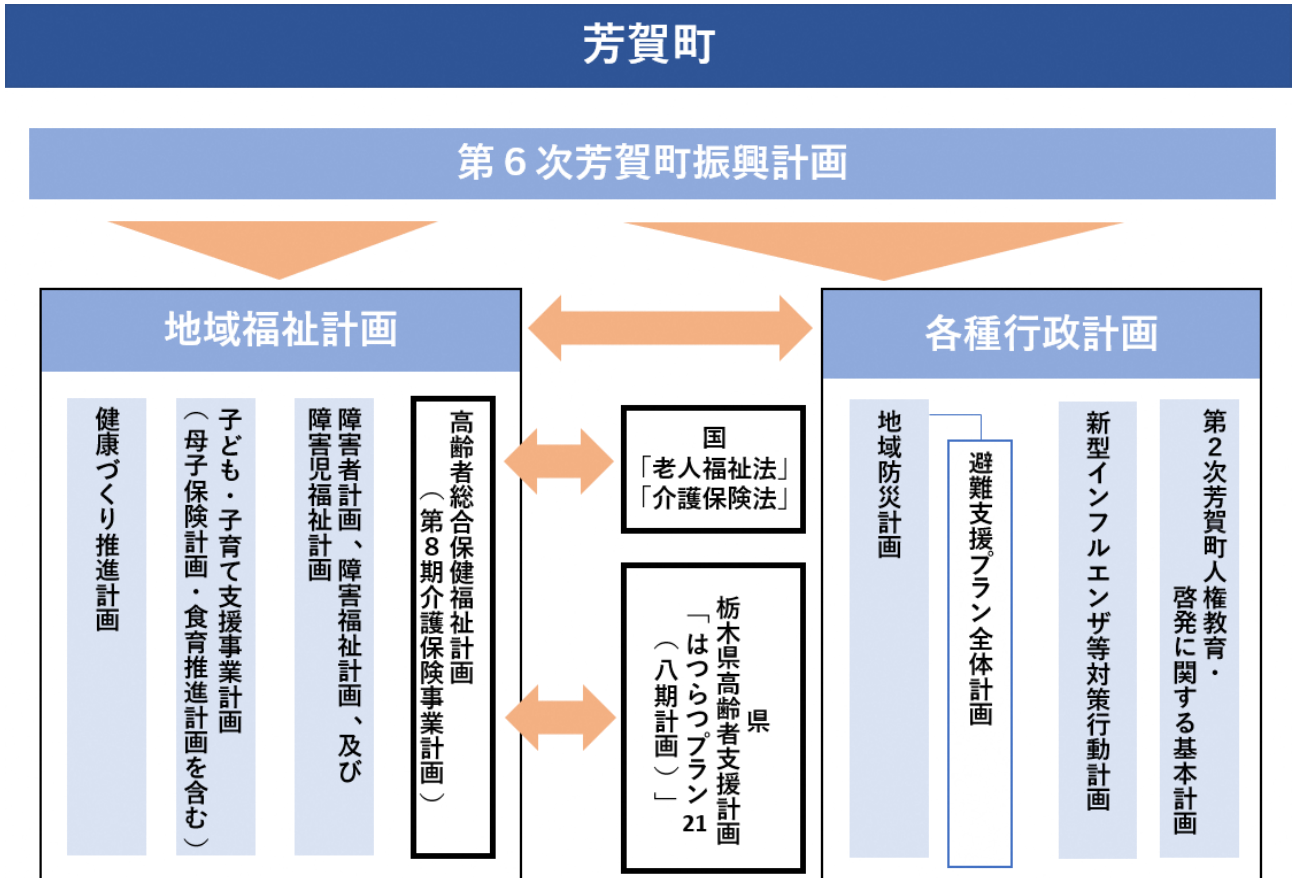 芳賀町
第６次芳賀町振興計画
地域福祉計画
健康づくり推進計画
子ども・子育て支援事業計画
（母子保険計画・食育推進計画を含む）
障害者計画、障害福祉計画、及び
障害児福祉計画
高齢者総合保健福祉計画
（第８期介護保険事業計画）
国
「老人福祉法」
「介護保険法」
県
栃木県高齢者支援計画
「はつらつプラン21
（八期計画）」
各種行政計画
地域防災計画
避難支援プラン全体計画
新型インフルエンザ等対策行動計画
第２次芳賀町人権教育・
啓発に関する基本計画